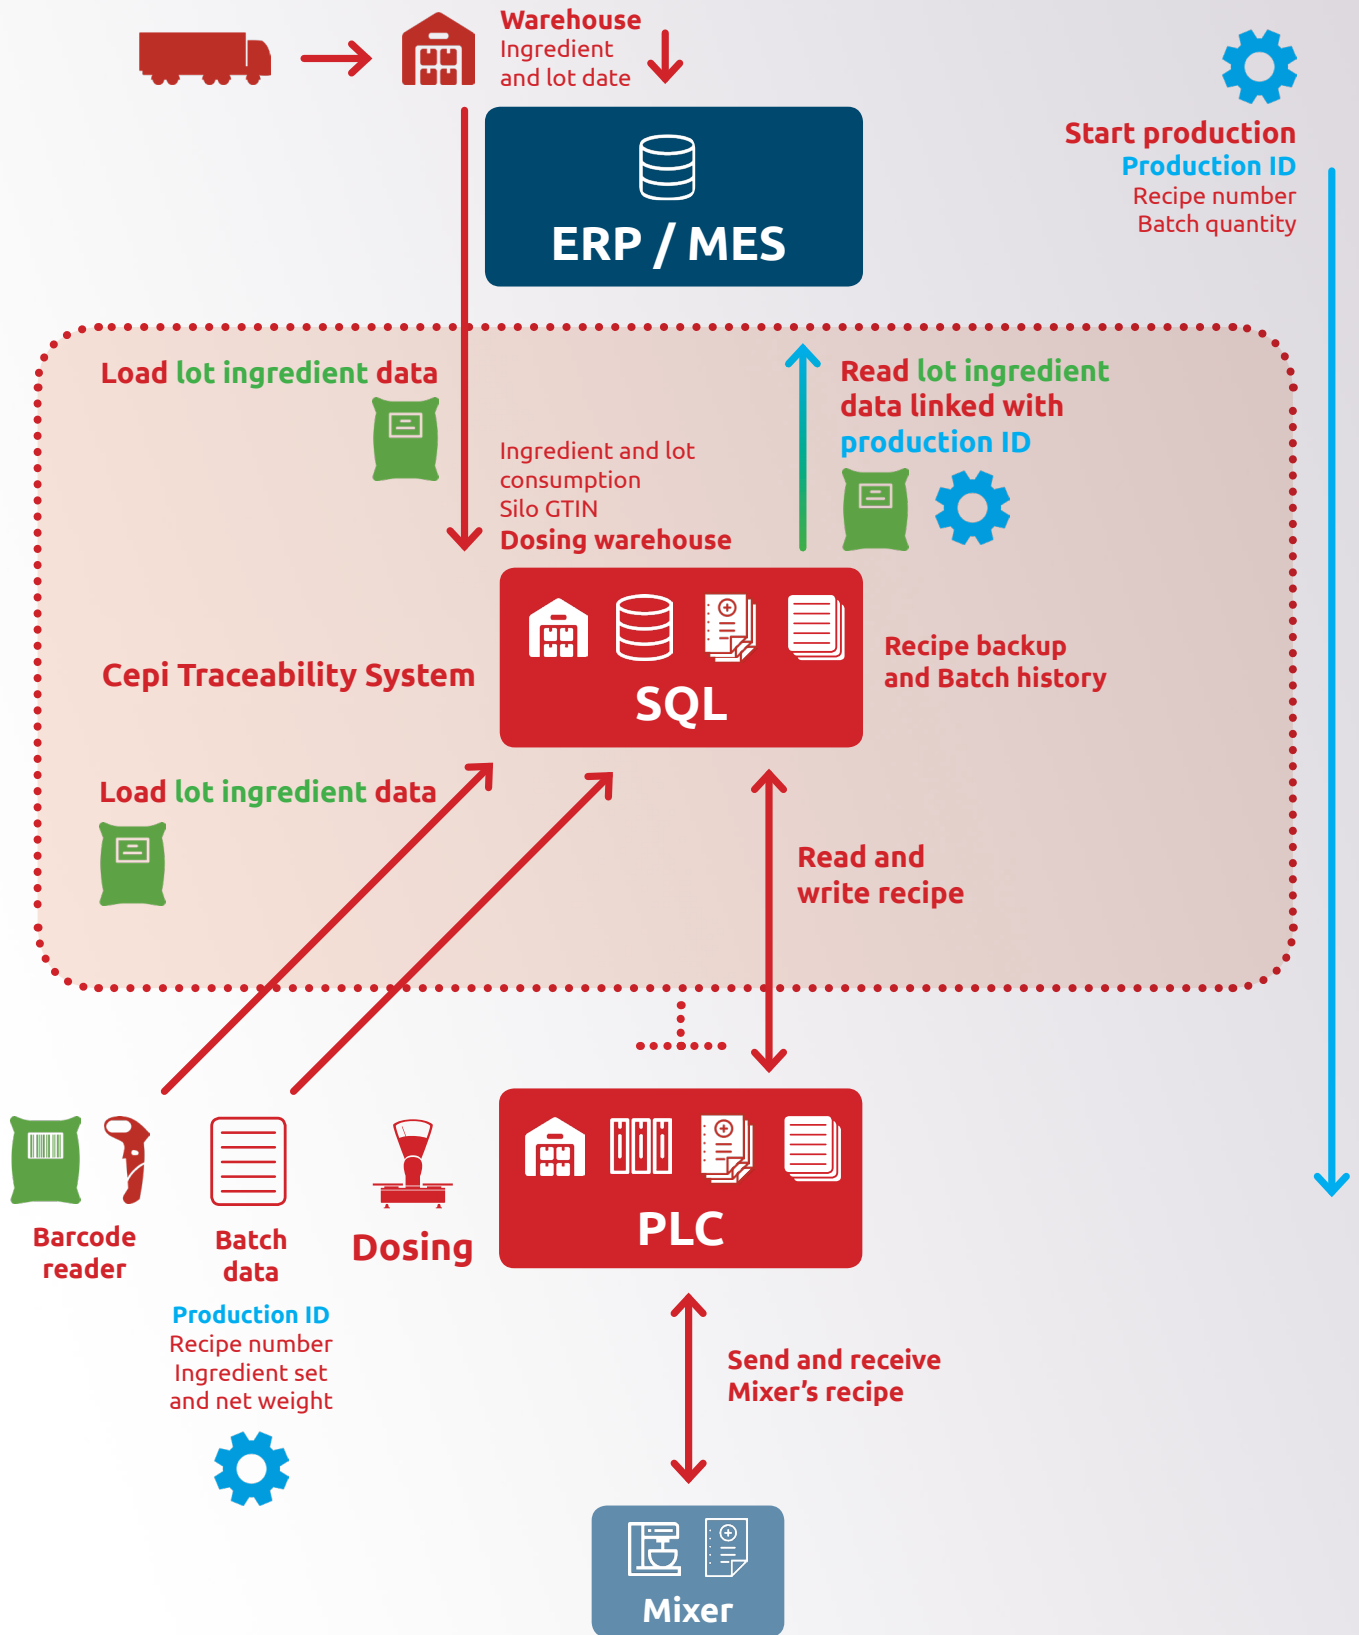 Warehouse
Ingredient
and lot date
Start production
Production ID
Recipe number
Batch quantity
ERP / MES
Load lot ingredient data
Read lot ingredient
data linked with
production ID
Ingredient and lot
consumption
Silo GTIN
Dosing warehouse
Cepi Traceability System
SQL
Recipe backup
and Batch history
Load lot ingredient data
Read and
write recipe
Barcode
reader
Batch
data
Production ID
Recipe number
Ingredient set
and net weight
Dosing
PLC
Send and receive
Mixer’s recipe
Mixer